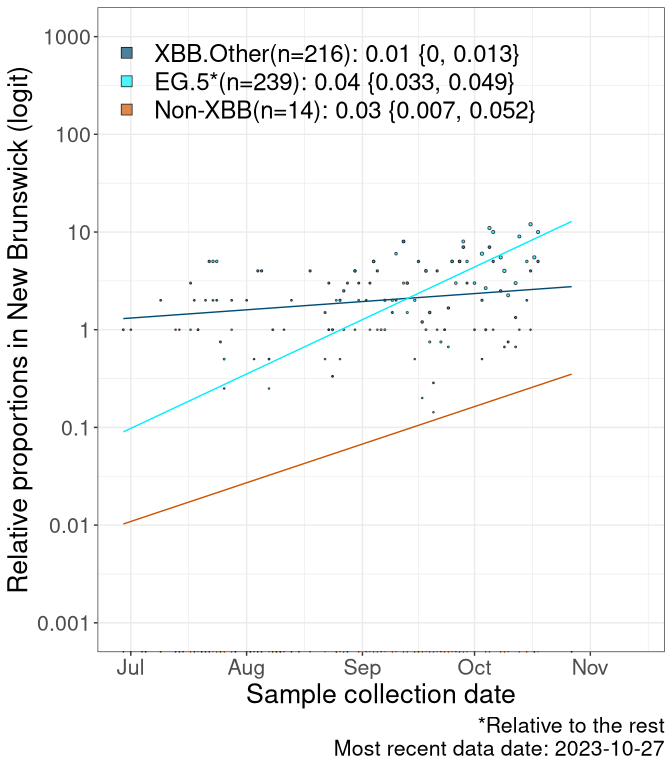 Relative proportions in New Brunswick (logit)
1000
100
10
1
0.1
0.01
0.001
XBB.Other(n=216): 0.01 {0, 0.013}
EG.5*(n=239): 0.04 {0.033, 0.049}
Non-XBB(n=14): 0.03 {0.007, 0.052}
Jul Aug Sep Oct Nov
Sample collection date
*Relative to the rest
Most recent data date: 2023-10-27